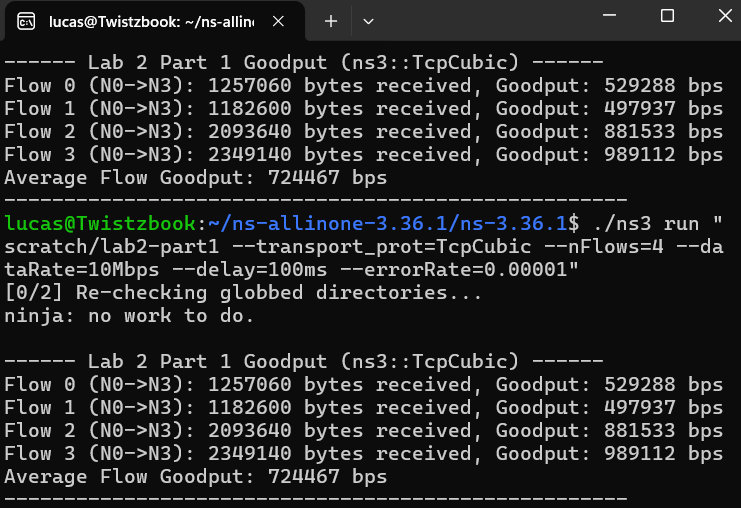 lucas@Twistzbook: ~/ns-allino
------ Lab 2 Part 1 Goodput (ns3::TcpCubic) ------
Flow 0 (N0->N3): 1257060 bytes received, Goodput: 529288 bps
Flow 1 (N0->N3): 1182600 bytes received, Goodput: 497937 bps
Flow 2 (N0->N3): 2093640 bytes received, Goodput: 881533 bps
Flow 3 (N0->N3): 2349140 bytes received, Goodput: 989112 bps
Average Flow Goodput: 724467 bps
----------------------------------------------------
lucas@Twistzbook:~/ns-allinone-3.36.1/ns-3.36.1$ ./ns3 run "
scratch/lab2-part1 --transport_prot=TcpCubic --nFlows=4 --da
taRate=10Mbps --delay=100ms --errorRate=0.00001"
[0/2] Re-checking globbed directories...
ninja: no work to do.
------ Lab 2 Part 1 Goodput (ns3::TcpCubic) ------
Flow 0 (N0->N3): 1257060 bytes received, Goodput: 529288 bps
Flow 1 (N0->N3): 1182600 bytes received, Goodput: 497937 bps
Flow 2 (N0->N3): 2093640 bytes received, Goodput: 881533 bps
Flow 3 (N0->N3): 2349140 bytes received, Goodput: 989112 bps
Average Flow Goodput: 724467 bps
----------------------------------------------------